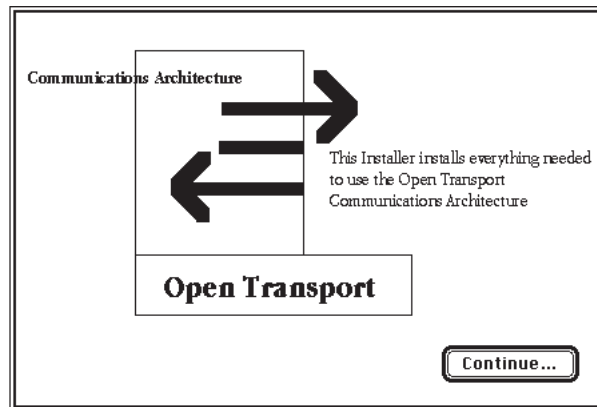 Communications Architecture
This Installer installs everything needed
to use the Open Transport
Communications Architecture
Open Transport
Continue...